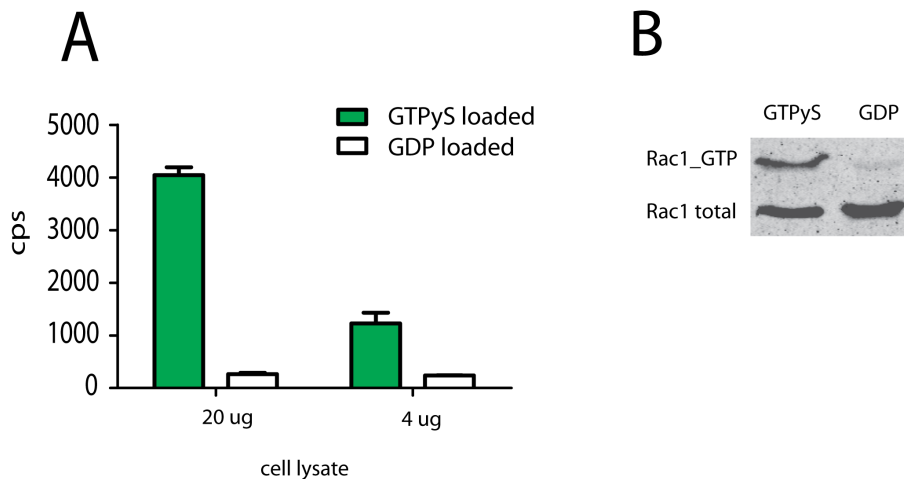 A
GTPyS loaded
GDP loaded
5000
4000
3000
2000
1000
0
cps
20 ug
4 ug
cell lysate
B
GTPyS GDP
Rac1_GTP
Rac1 total